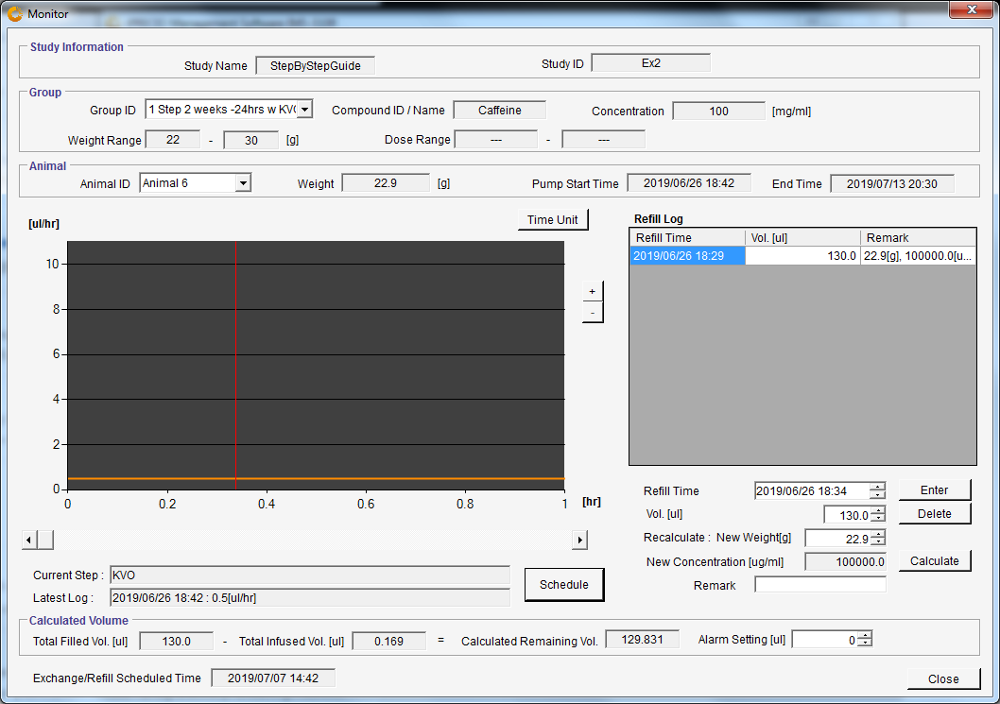 Monitor
Study Information
Study Name StepByStepGuide Study ID Ex2
Group
Group ID 1 Step 2 weeks -24hrs w KV Compound ID / Name Caffeine Concentration 100 [mg/ml]
Weight Range 22 - 30 [g] Dose Range --- - ---
Animal
Animal ID Animal 6 Weight 22.9 [g] Pump Start Time 2019/06/26 18:42 End Time 2019/07/13 20:30
[ul/hr] Time Unit
10
8
6
4
2
0
0 0.2 0.4 0.6 0.8 1 [hr]
+
-
Refill Log
Refill Time Vol. [ul] Remark
2019/06/26 18:29 130.0 22.9[g], 100000.0[u...
Refill Time 2019/06/26 18:34 Enter
Vol. [ul] 130.0 Delete
Recalculate : New Weight[g] 22.9
New Concentration [ug/ml] 100000.0 Calculate
Remark
Current Step : KVO
Latest Log : 2019/06/26 18:42 : 0.5[ul/hr]
Schedule
Calculated Volume
Total Filled Vol. [ul] 130.0 - Total Infused Vol. [ul] 0.169 = Calculated Remaining Vol. 129.831 Alarm Setting [ul] 0
Exchange/Refill Scheduled Time 2019/07/07 14:42
Close